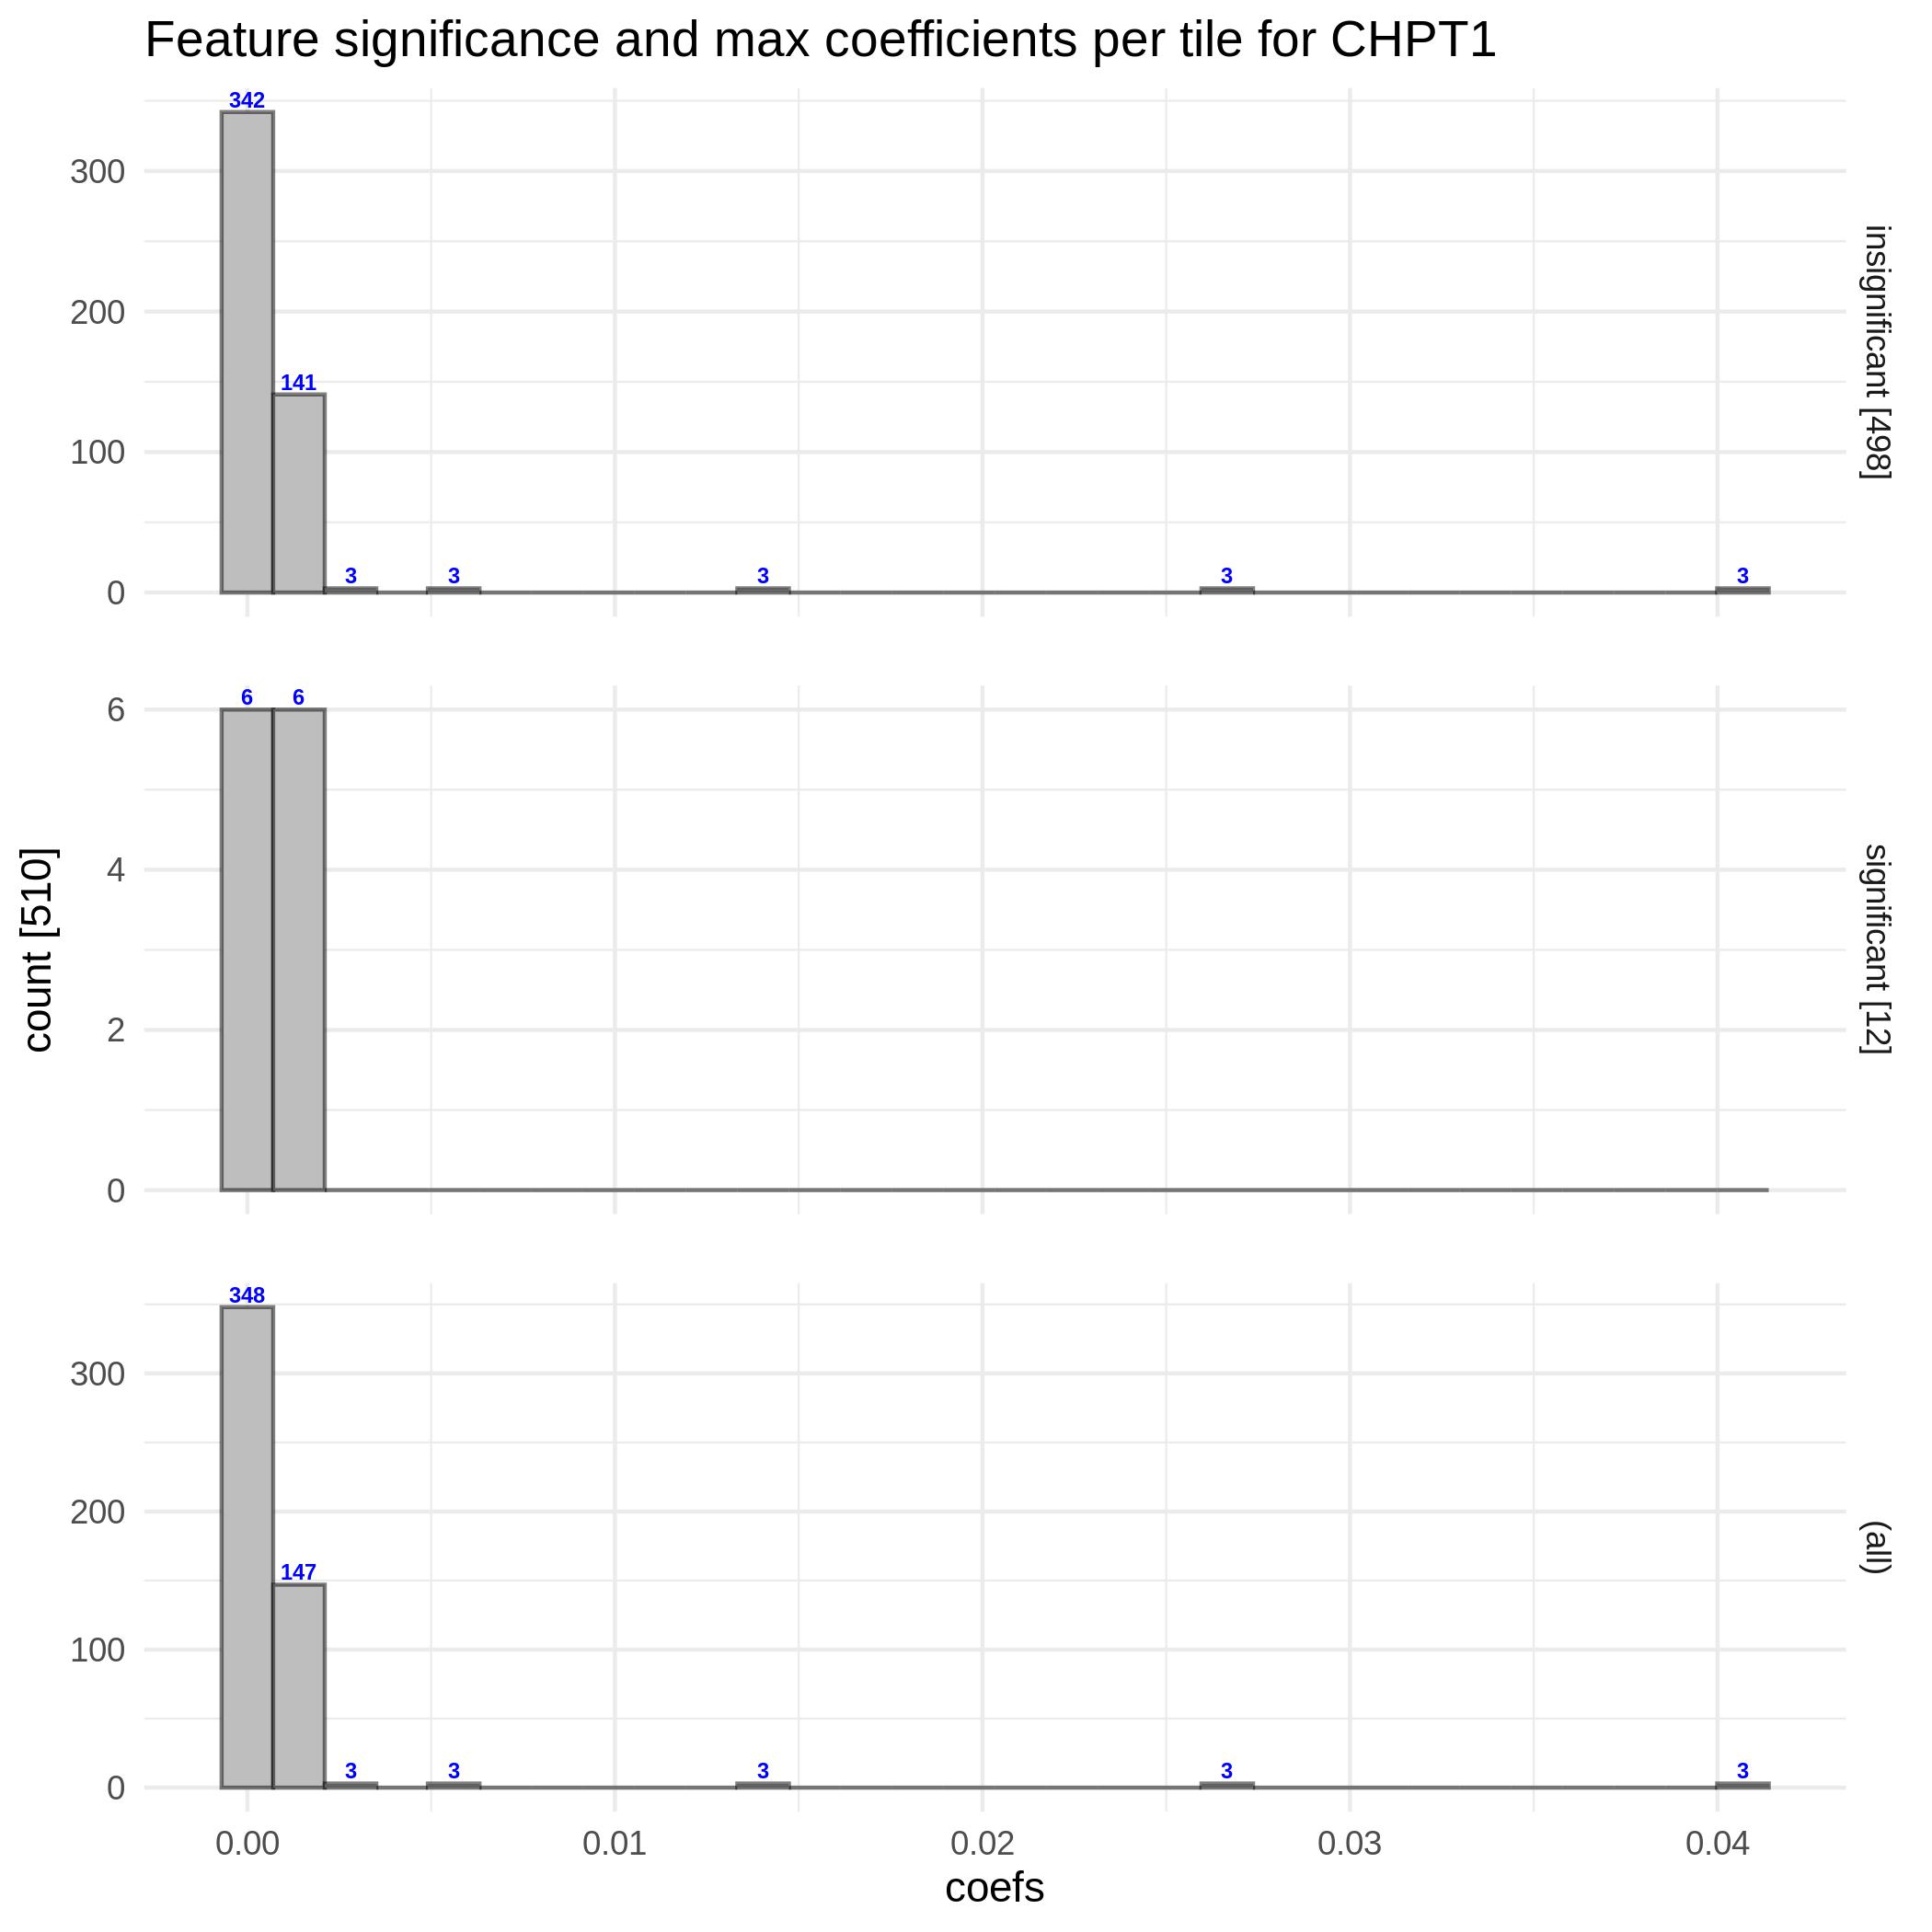 Feature significance and max coefficients per tile for CHPT1
342
300
141
200
100
3 3 3 3 3
0
insignificant [498]
6 6
6
4
2
0
significant [12]
count [510]
348
300
200
147
100
3 3 3 3 3
0
(all)
0.00 0.01 0.02 0.03 0.04
coefs